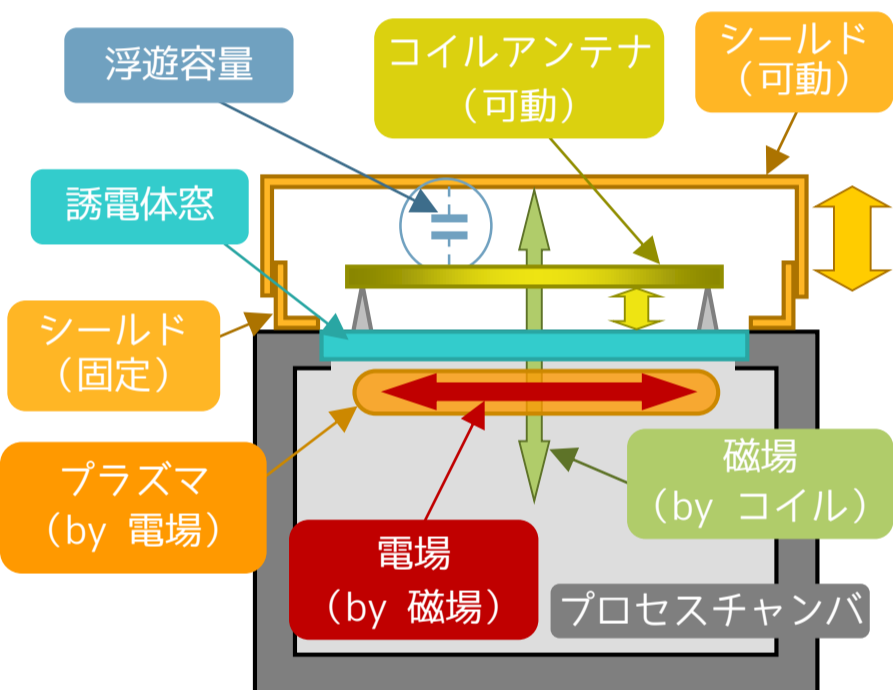 浮遊容量
コイルアンテナ
（可動）
シールド
（可動）
誘電体窓
シールド
（固定）
プラズマ
（by 電場）
電場
（by 磁場）
磁場
（by コイル）
プロセスチャンバ